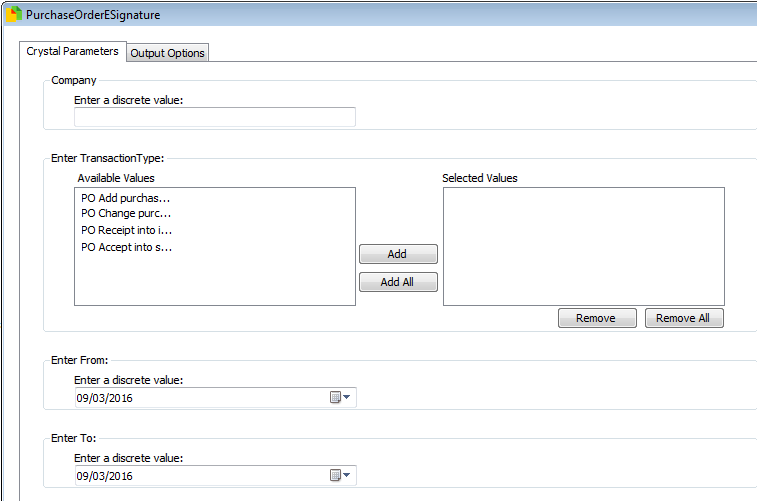 PurchaseOrderESignature
Crystal Parameters
Output Options
Company
Enter a discrete value:
Enter TransactionType:
Available Values
Selected Values
PO Add purchas...
PO Change purc...
PO Receipt into i...
PO Accept into s...
Add
Add All
Remove
Remove All
Enter From:
Enter a discrete value:
09/03/2016
Enter To:
Enter a discrete value:
09/03/2016